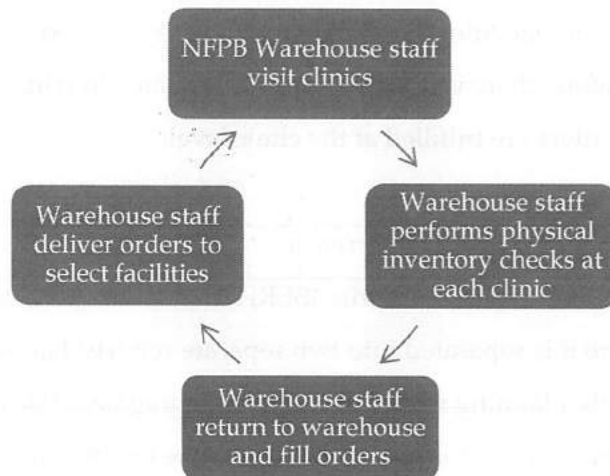 NFPB Warehouse staff
visit clinics
Warehouse staff
performs physical
inventory checks at
each clinic
Warehouse staff
return to warehouse
and fill orders
Warehouse staff
deliver orders to
select facilities